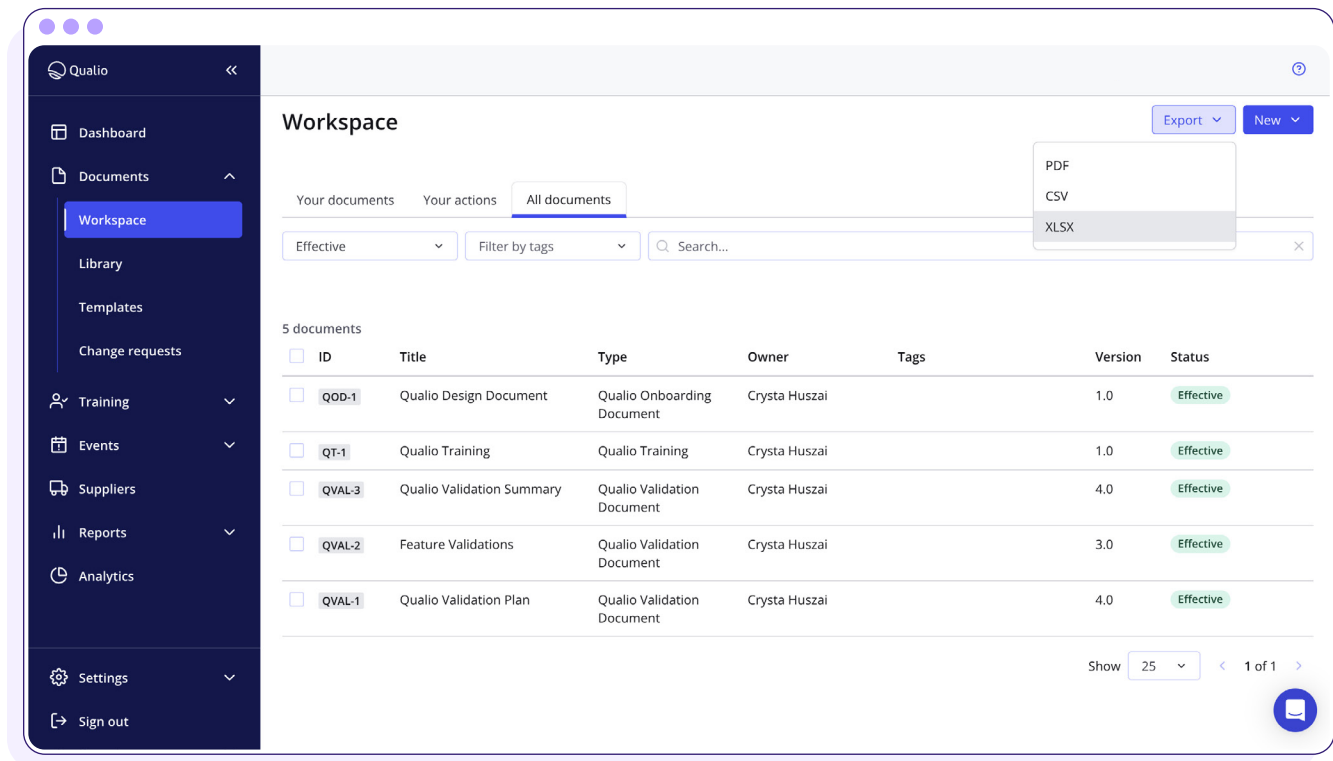 Qualio
Dashboard
Documents
Workspace
Library
Templates
Change requests
Training
Events
Suppliers
Reports
Analytics
Settings
Sign out
Workspace
Export
New
PDF
CSV
XLSX
Your documents Your actions All documents
Effective Filter by tags Search...
5 documents
ID Title Type Owner Tags Version Status
QOD-1 Qualio Design Document Qualio Onboarding Crysta Huszai 1.0 Effective
Document
QT-1 Qualio Training Qualio Training Crysta Huszai 1.0 Effective
QVAL-3 Qualio Validation Summary Qualio Validation Crysta Huszai 4.0 Effective
Document
QVAL-2 Feature Validations Qualio Validation Crysta Huszai 3.0 Effective
Document
QVAL-1 Qualio Validation Plan Qualio Validation Crysta Huszai 4.0 Effective
Document
Show 25 1 of 1